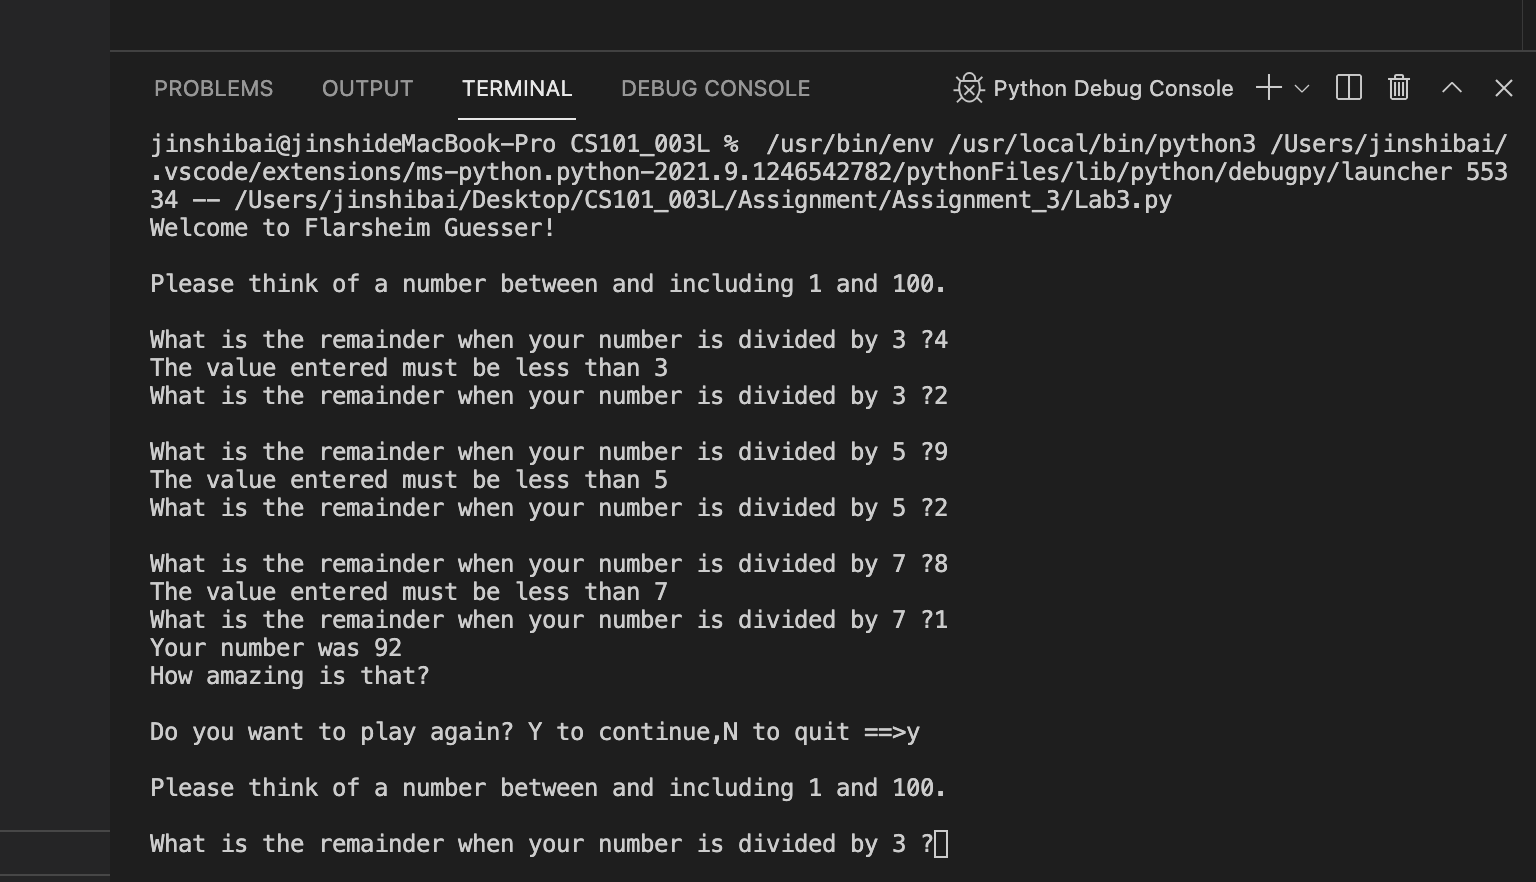 PROBLEMS OUTPUT TERMINAL DEBUG CONSOLE Python Debug Console
jinshibai@jinshideMacBook-Pro CS101_003L %  /usr/bin/env /usr/local/bin/python3 /Users/jinshibai/
.vscode/extensions/ms-python.python-2021.9.1246542782/pythonFiles/lib/python/debugpy/launcher 553
34 -- /Users/jinshibai/Desktop/CS101_003L/Assignment/Assignment_3/Lab3.py
Welcome to Flarsheim Guesser!
Please think of a number between and including 1 and 100.
What is the remainder when your number is divided by 3 ?4
The value entered must be less than 3
What is the remainder when your number is divided by 3 ?2
What is the remainder when your number is divided by 5 ?9
The value entered must be less than 5
What is the remainder when your number is divided by 5 ?2
What is the remainder when your number is divided by 7 ?8
The value entered must be less than 7
What is the remainder when your number is divided by 7 ?1
Your number was 92
How amazing is that?
Do you want to play again? Y to continue,N to quit ==>y
Please think of a number between and including 1 and 100.
What is the remainder when your number is divided by 3 ?